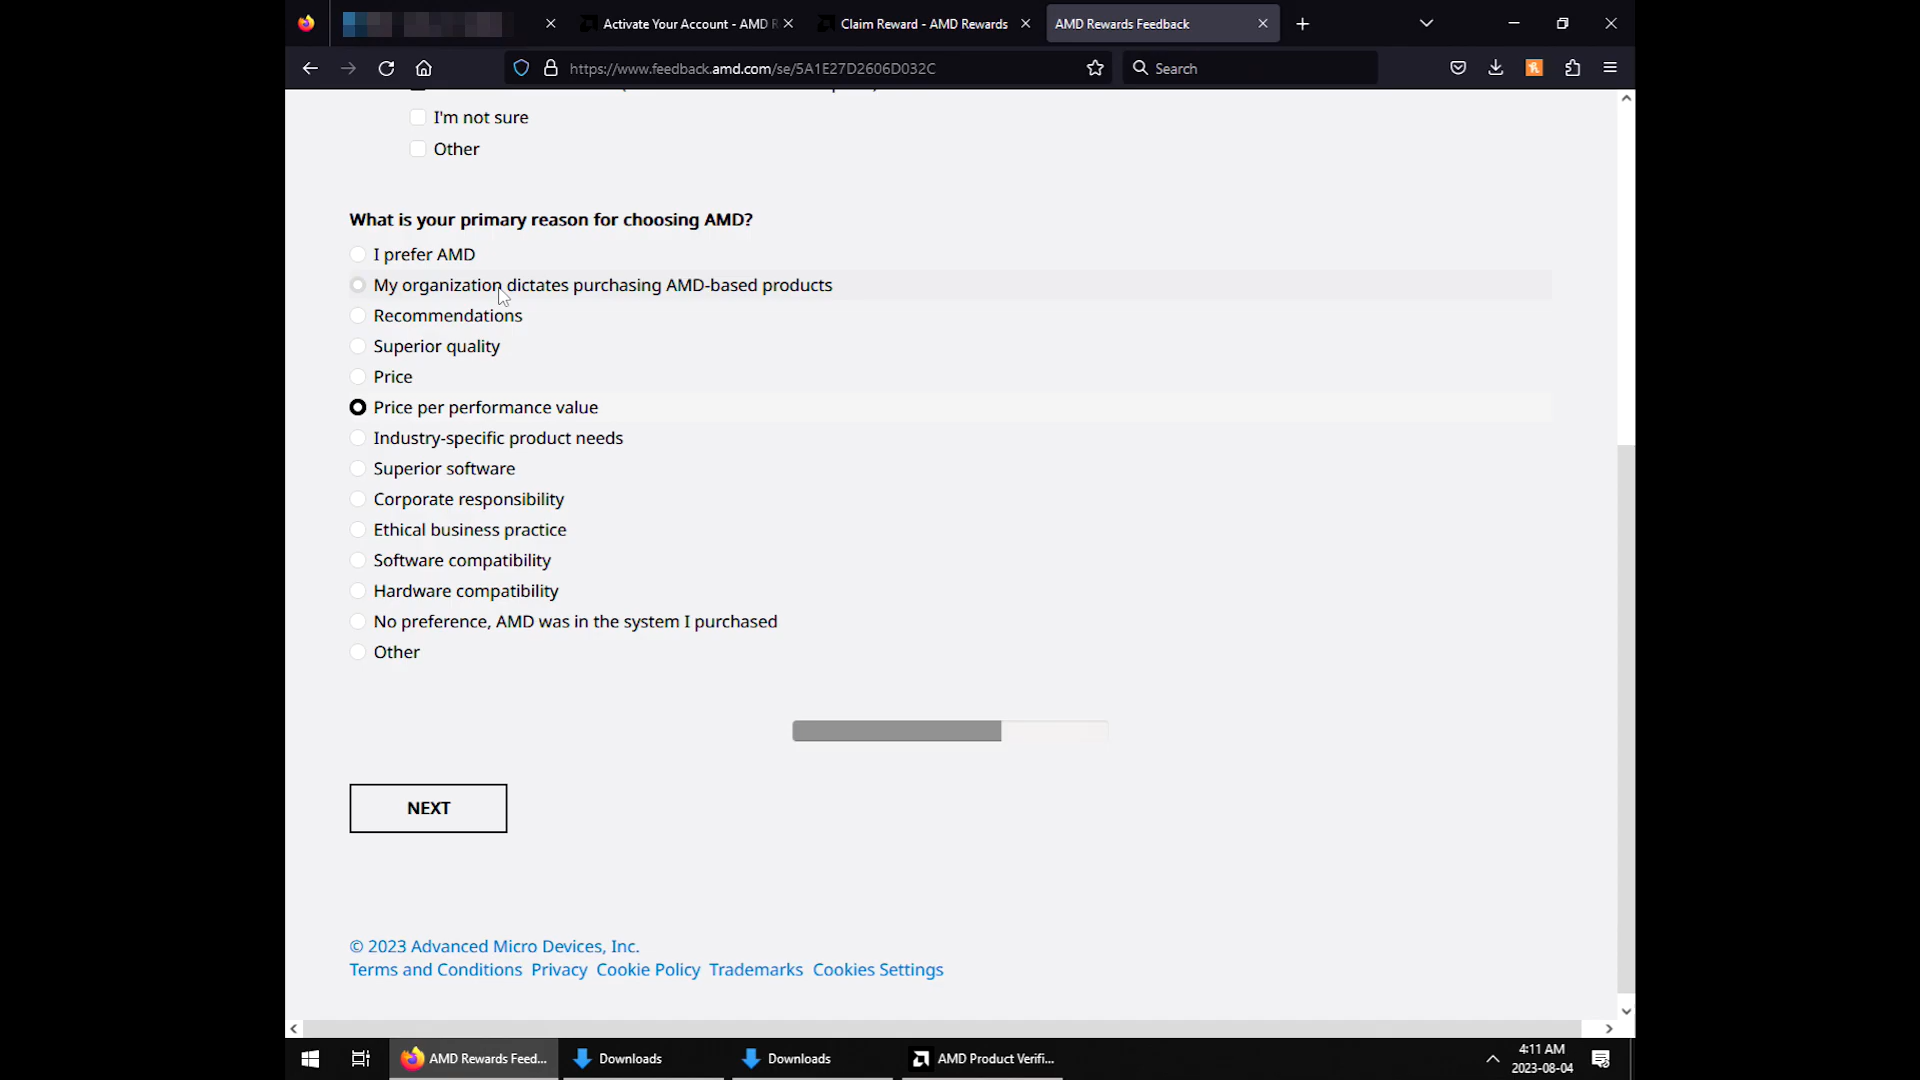 Activate Your Account - AMD R
Claim Reward - AMD Rewards
AMD Rewards Feedback
https://www.feedback.amd.com/se/5A1E27D2606D032C
Search
I'm not sure
Other
What is your primary reason for choosing AMD?
I prefer AMD
My organization dictates purchasing AMD-based products
Recommendations
Superior quality
Price
Price per performance value
Industry-specific product needs
Superior software
Corporate responsibility
Ethical business practice
Software compatibility
Hardware compatibility
No preference, AMD was in the system I purchased
Other
NEXT
© 2023 Advanced Micro Devices, Inc.
Terms and Conditions Privacy Cookie Policy Trademarks Cookies Settings
AMD Rewards Feed...
Downloads
Downloads
AMD Product Verifi...
4:11 AM
2023-08-04